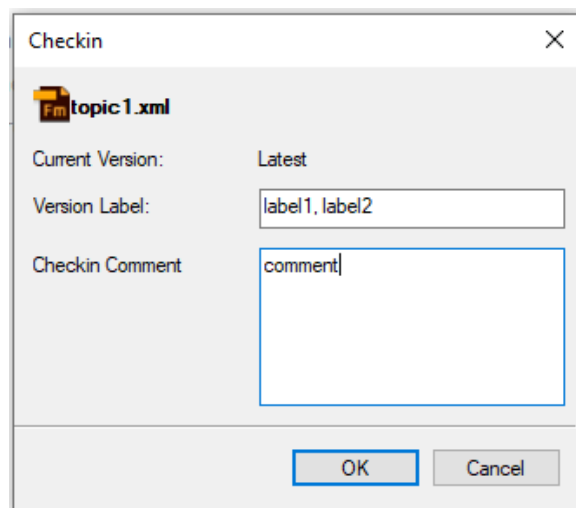 Checkin
Fm topic1.xml
Current Version: Latest
Version Label: label1, label2
Checkin Comment comment
OK Cancel